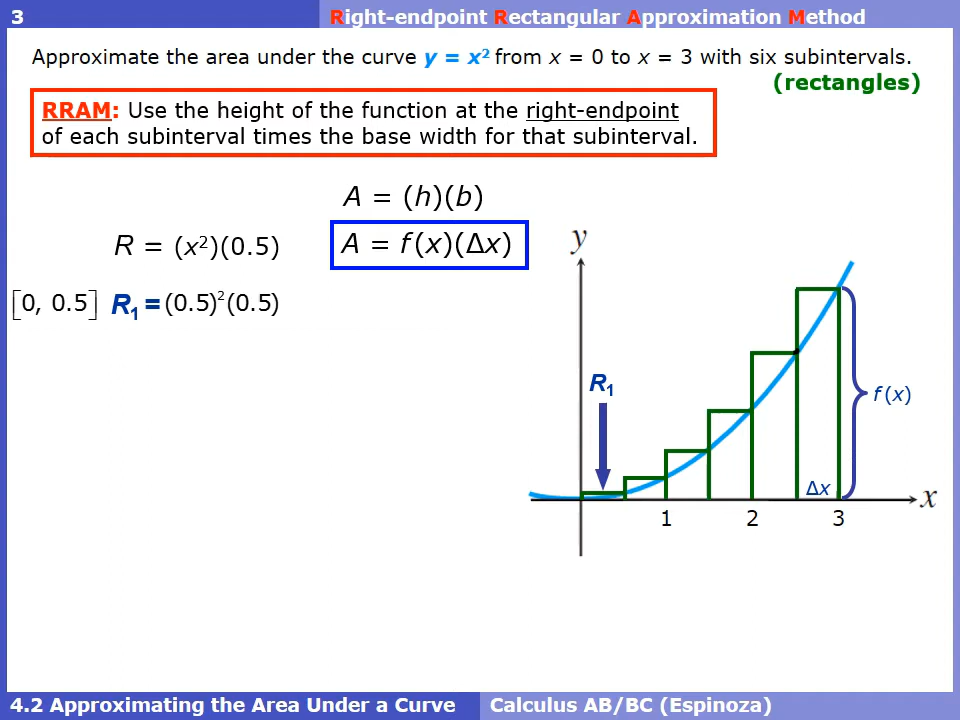 3
Right-endpoint Rectangular Approximation Method
Approximate the area under the curve y = x² from x = 0 to x = 3 with six subintervals.
(rectangles)
RRAM: Use the height of the function at the right-endpoint
of each subinterval times the base width for that subinterval.
A = (h)(b)
R = (x²)(0.5)
A = f(x)(Δx)
[0, 0.5] R₁ = (0.5)²(0.5)
y
R₁
f(x)
Δx
x
1 2 3
4.2 Approximating the Area Under a Curve
Calculus AB/BC (Espinoza)